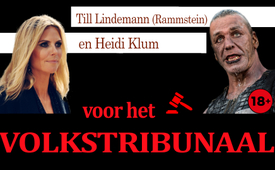 Till Lindemann (Rammstein)
en Heidi Klum
18+
voor het
VOLKSTRIBUNAAL